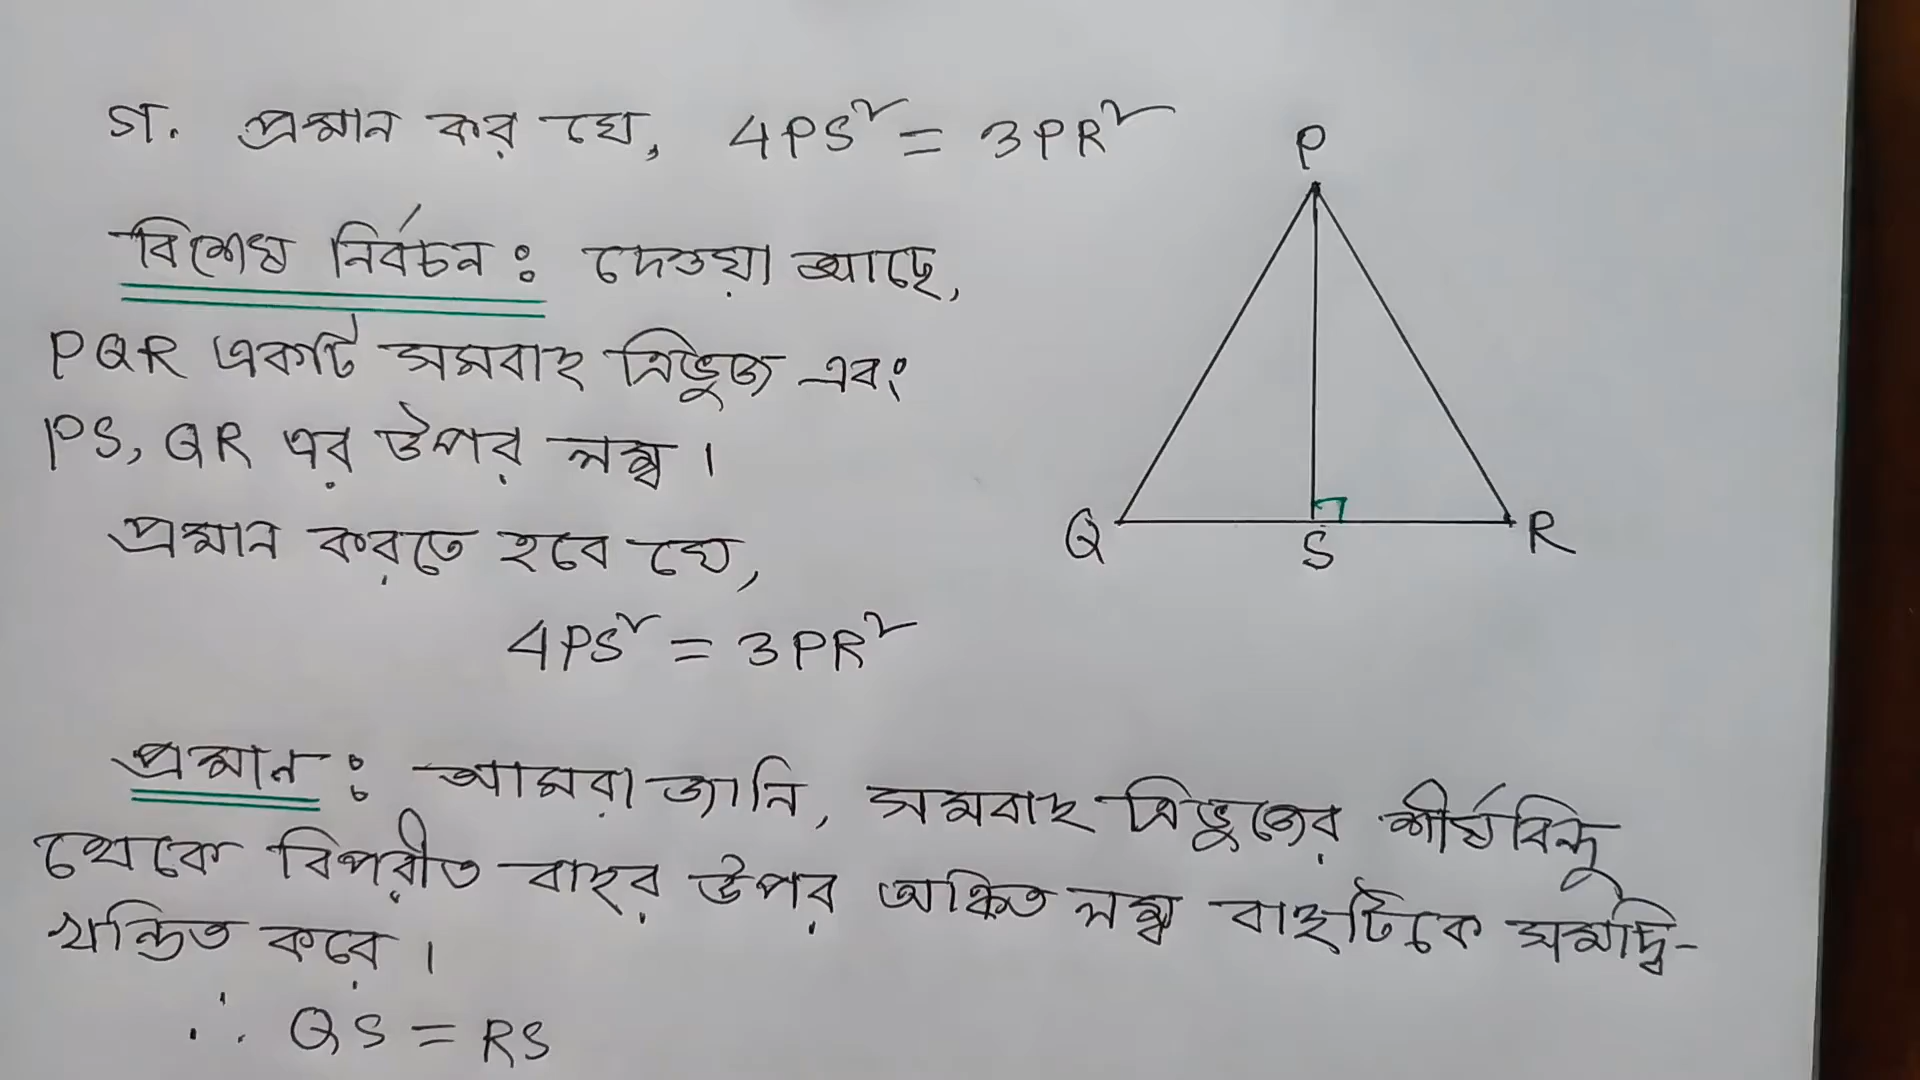 গ. প্রমান কর যে, 4PS² = 3PR²
বিশেষ নির্বচন : দেওয়া আছে,
PQR একটি সমবাহু ত্রিভুজ এবং
PS, QR এর উপর লম্ব।
প্রমান করতে হবে যে,
4PS² = 3PR²
P
Q
S
R
প্রমান : আমরা জানি, সমবাহু ত্রিভুজের শীর্ষবিন্দু
থেকে বিপরীত বাহুর উপর অঙ্কিত লম্ব বাহুটিকে সমদ্বি-
খন্ডিত করে।
∴ QS = RS